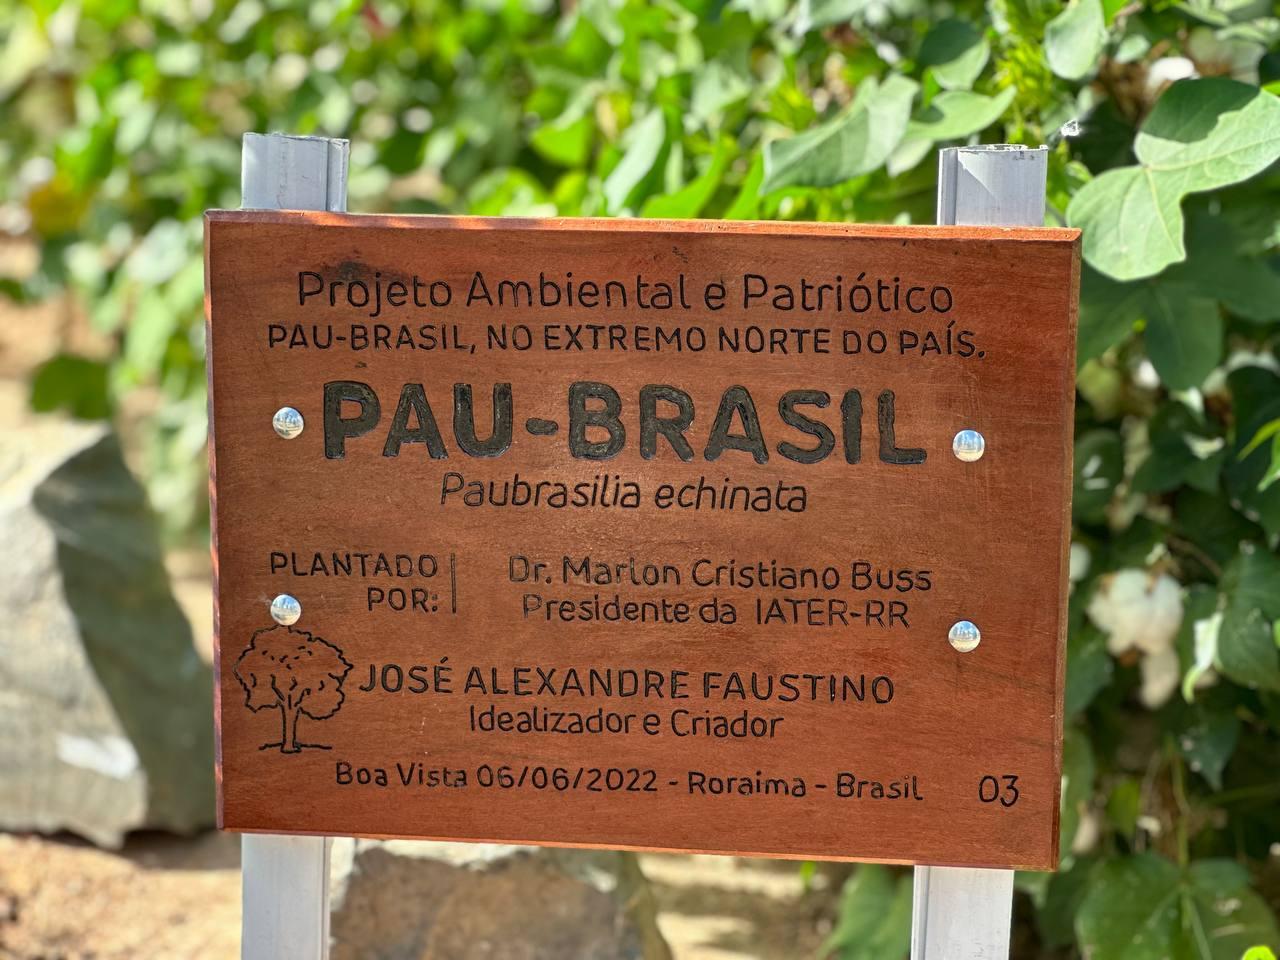 Projeto Ambiental e Patriótico
PAU-BRASIL, NO EXTREMO NORTE DO PAÍS.
PAU-BRASIL
Paubrasilia echinata
PLANTADO
POR:
Dr. Marlon Cristiano Buss
Presidente da IATER-RR
JOSÉ ALEXANDRE FAUSTINO
Idealizador e Criador
Boa Vista 06/06/2022 - Roraima - Brasil 03